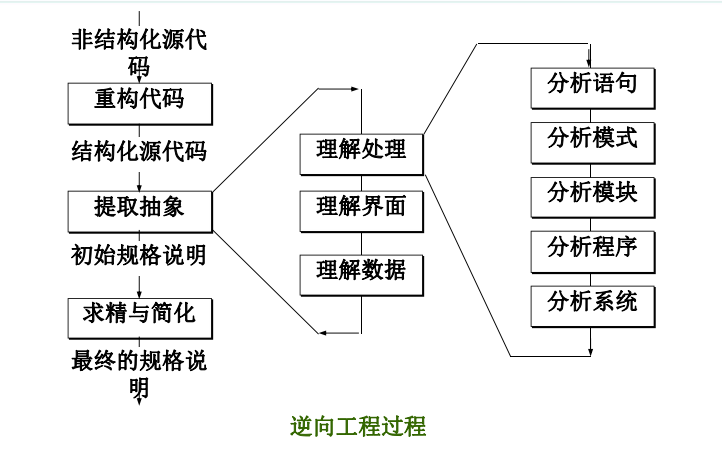 非结构化源代
码
重构代码
结构化源代码
提取抽象
初始规格说明
求精与简化
最终的规格说
明
理解处理
理解界面
理解数据
分析语句
分析模式
分析模块
分析程序
分析系统
逆向工程过程